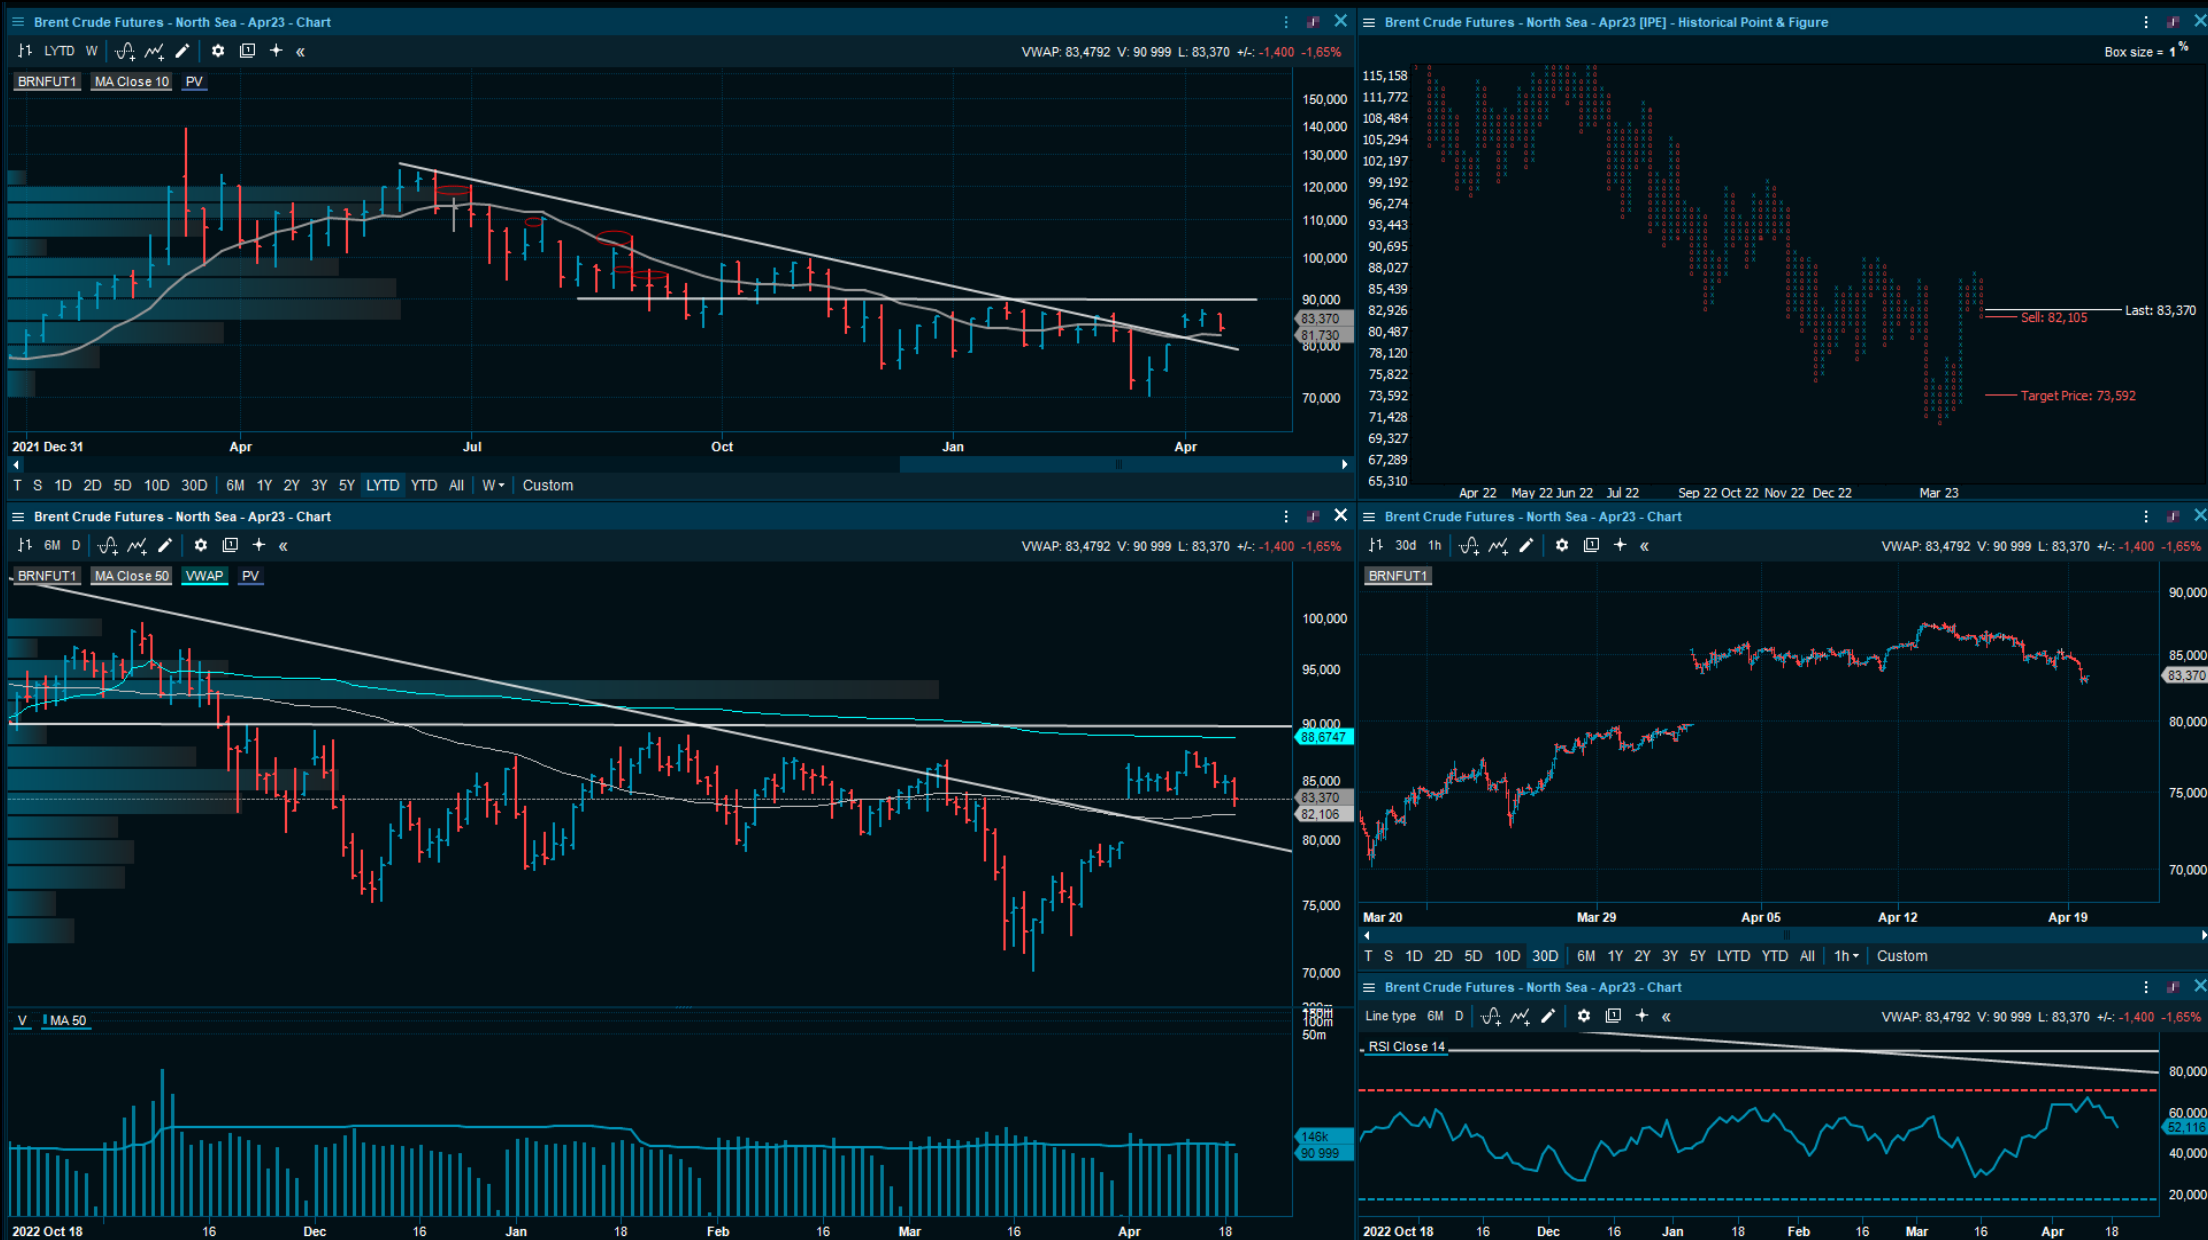 Brent Crude Futures - North Sea - Apr23 - Chart
LYTD W
VWAP: 83,4792 V: 90 999 L: 83,370 +/-: -1,400 -1,65%
BRNFUT1 MA Close 10 PV
150,000
140,000
130,000
120,000
110,000
100,000
90,000
83,370
81,730
80,000
70,000
2021 Dec 31 Apr Jul Oct Jan Apr
T S 1D 2D 5D 10D 30D 6M 1Y 2Y 3Y 5Y LYTD YTD All W Custom
Brent Crude Futures - North Sea - Apr23 [IPE] - Historical Point & Figure
Box size = 1 %
115,158
111,772
108,484
105,294
102,197
99,192
96,274
93,443
90,695
88,027
85,439
82,926
80,487
78,120
75,822
73,592
71,428
69,327
67,289
65,310
Last: 83,370
Sell: 82,105
Target Price: 73,592
Apr 22 May 22 Jun 22 Jul 22 Sep 22 Oct 22 Nov 22 Dec 22 Mar 23
Brent Crude Futures - North Sea - Apr23 - Chart
6M D
VWAP: 83,4792 V: 90 999 L: 83,370 +/-: -1,400 -1,65%
BRNFUT1 MA Close 50 VWAP PV
100,000
95,000
90,000
88,6747
85,000
83,370
82,106
80,000
75,000
70,000
V MA 50
100m
50m
146k
90 999
2022 Oct 18 16 Dec 16 Jan 18 Feb 16 Mar 16 Apr 18
Brent Crude Futures - North Sea - Apr23 - Chart
30d 1h
VWAP: 83,4792 V: 90 999 L: 83,370 +/-: -1,400 -1,65%
BRNFUT1
90,000
85,000
83,370
80,000
75,000
70,000
Mar 20 Mar 29 Apr 05 Apr 12 Apr 19
T S 1D 2D 5D 10D 30D 6M 1Y 2Y 3Y 5Y LYTD YTD All 1h Custom
Brent Crude Futures - North Sea - Apr23 - Chart
Line type 6M D
VWAP: 83,4792 V: 90 999 L: 83,370 +/-: -1,400 -1,65%
RSI Close 14
80,000
60,000
52,116
40,000
20,000
2022 Oct 18 16 Dec 16 Jan 18 Feb 16 Mar 16 Apr 18